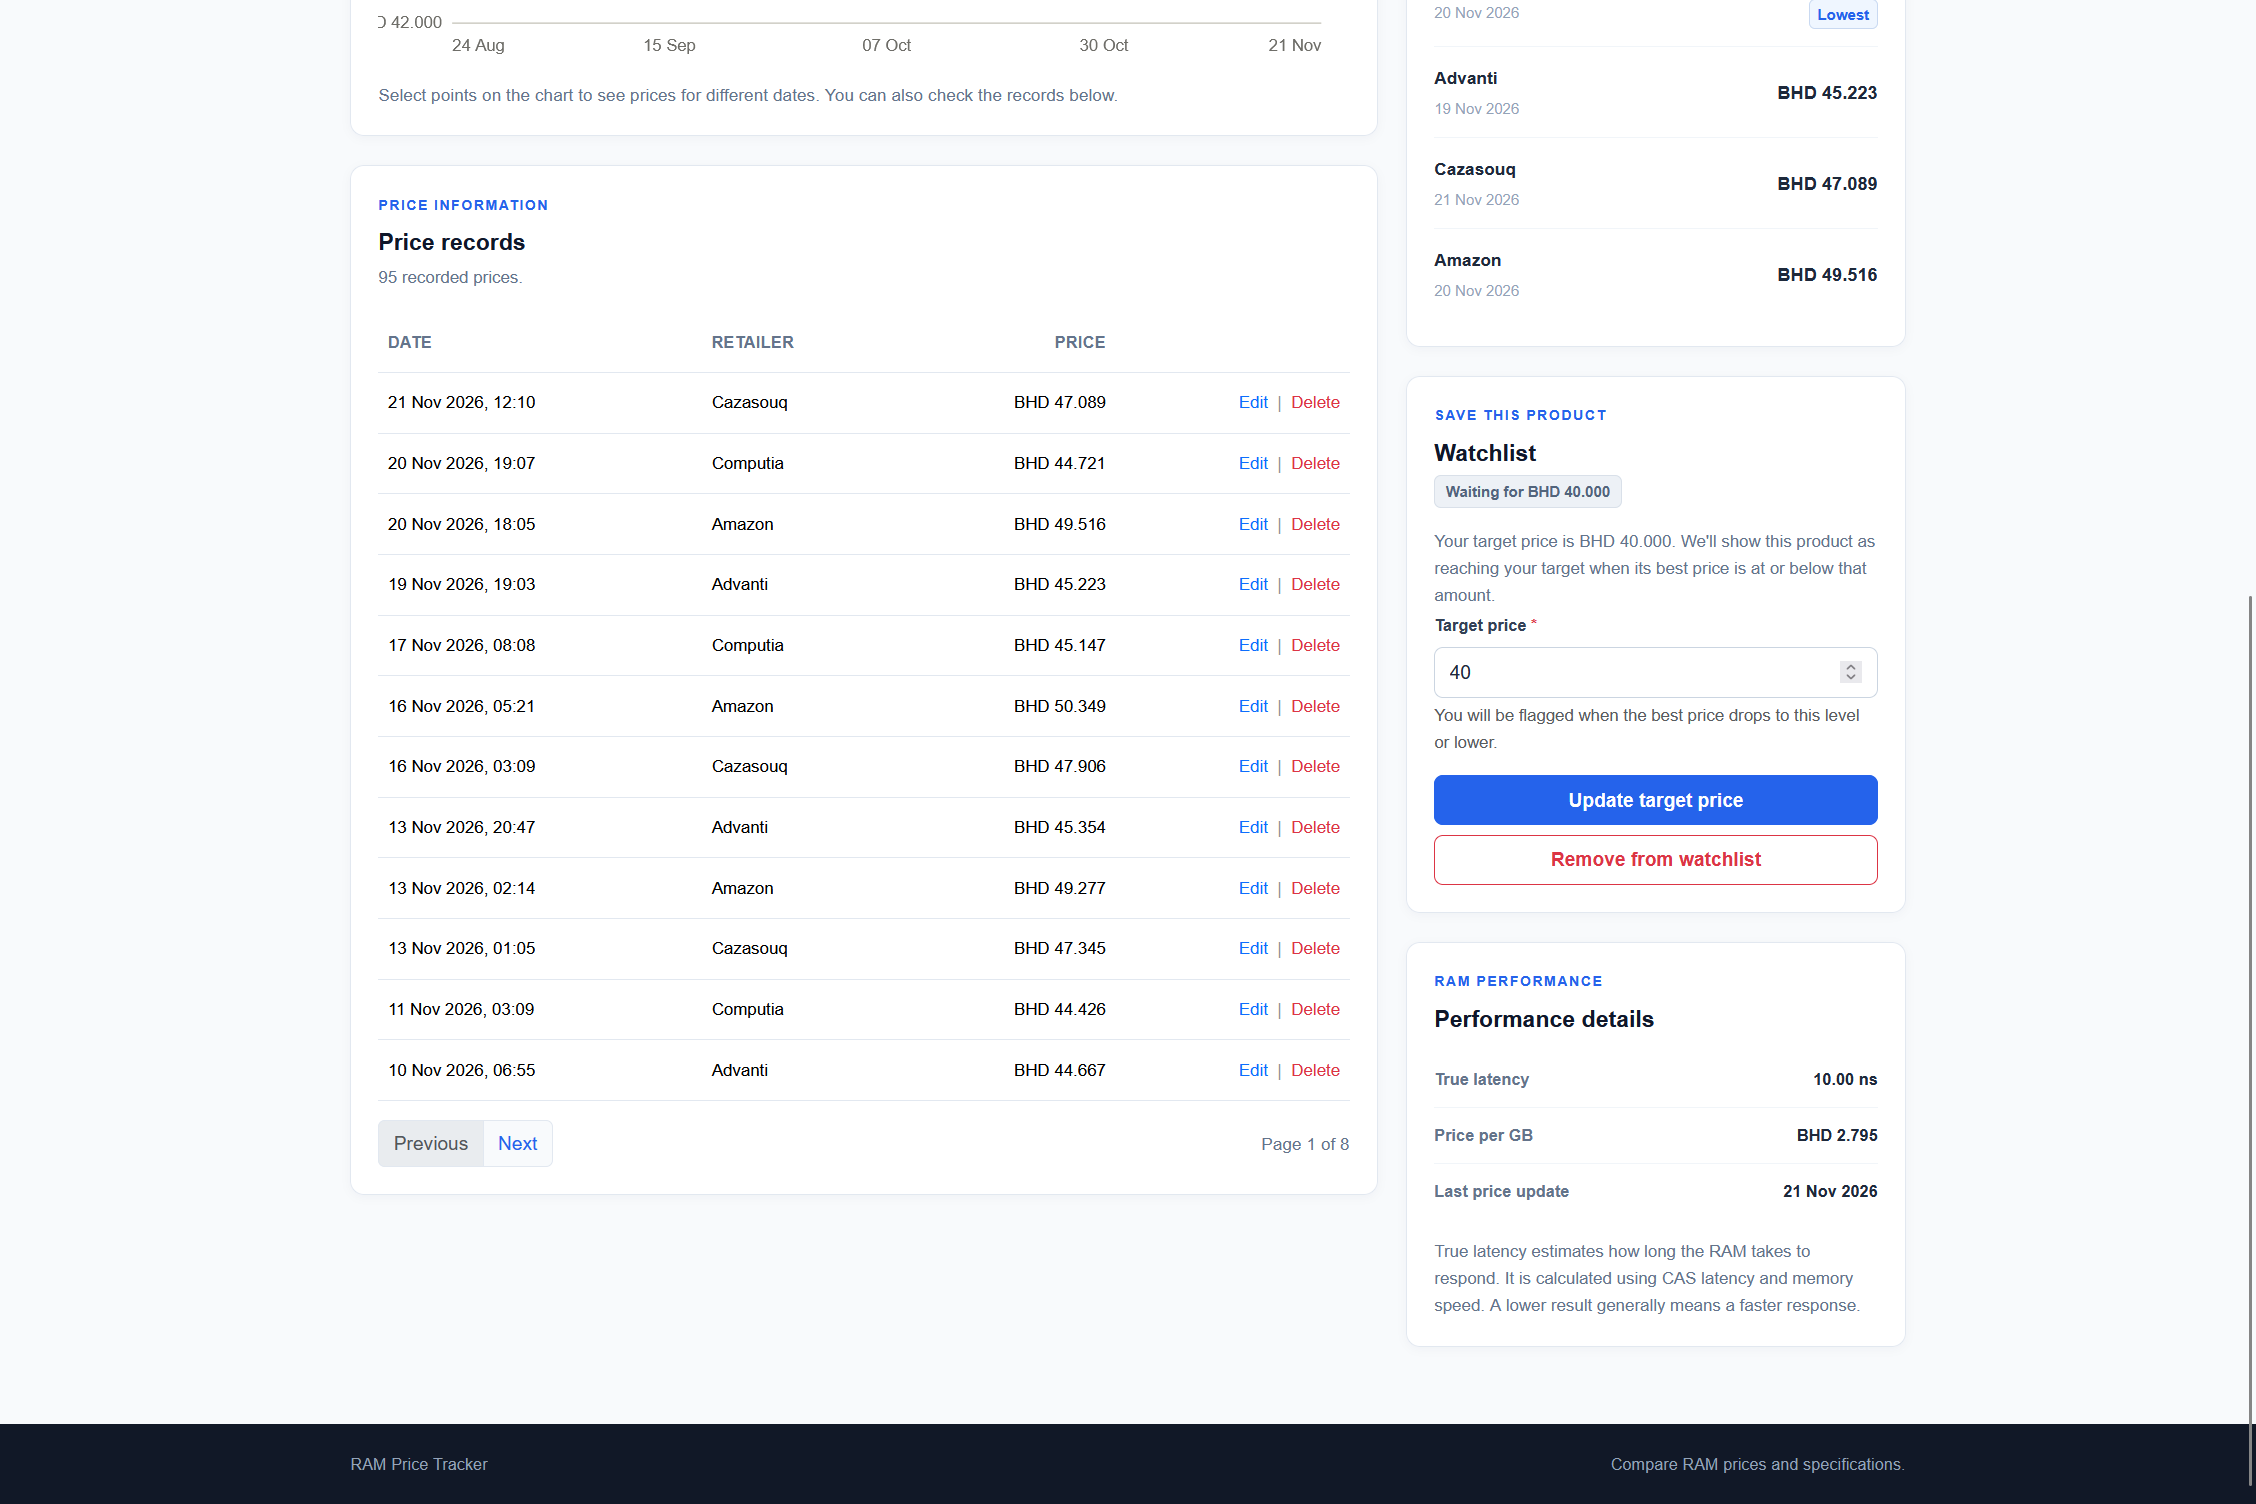 42.000
24 Aug 15 Sep 07 Oct 30 Oct 21 Nov
Select points on the chart to see prices for different dates. You can also check the records below.
PRICE INFORMATION
Price records
95 recorded prices.
DATE RETAILER PRICE
21 Nov 2026, 12:10 Cazasouq BHD 47.089 Edit | Delete
20 Nov 2026, 19:07 Computia BHD 44.721 Edit | Delete
20 Nov 2026, 18:05 Amazon BHD 49.516 Edit | Delete
19 Nov 2026, 19:03 Advanti BHD 45.223 Edit | Delete
17 Nov 2026, 08:08 Computia BHD 45.147 Edit | Delete
16 Nov 2026, 05:21 Amazon BHD 50.349 Edit | Delete
16 Nov 2026, 03:09 Cazasouq BHD 47.906 Edit | Delete
13 Nov 2026, 20:47 Advanti BHD 45.354 Edit | Delete
13 Nov 2026, 02:14 Amazon BHD 49.277 Edit | Delete
13 Nov 2026, 01:05 Cazasouq BHD 47.345 Edit | Delete
11 Nov 2026, 03:09 Computia BHD 44.426 Edit | Delete
10 Nov 2026, 06:55 Advanti BHD 44.667 Edit | Delete
Previous Next Page 1 of 8
20 Nov 2026 Lowest
Advanti
BHD 45.223
19 Nov 2026
Cazasouq
BHD 47.089
21 Nov 2026
Amazon
BHD 49.516
20 Nov 2026
SAVE THIS PRODUCT
Watchlist
Waiting for BHD 40.000
Your target price is BHD 40.000. We'll show this product as
reaching your target when its best price is at or below that
amount.
Target price *
40
You will be flagged when the best price drops to this level
or lower.
Update target price
Remove from watchlist
RAM PERFORMANCE
Performance details
True latency 10.00 ns
Price per GB BHD 2.795
Last price update 21 Nov 2026
True latency estimates how long the RAM takes to
respond. It is calculated using CAS latency and memory
speed. A lower result generally means a faster response.
RAM Price Tracker Compare RAM prices and specifications.